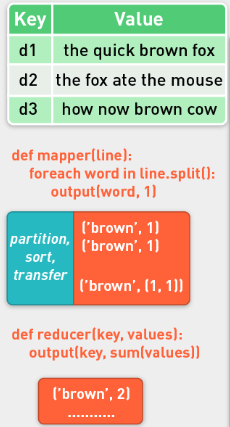 Key Value
d1 the quick brown fox
d2 the fox ate the mouse
d3 how now brown cow
def mapper(line):
foreach word in line.split():
output(word, 1)
partition,
sort,
transfer
('brown', 1)
('brown', 1)
('brown', (1, 1))
def reducer(key, values):
output(key, sum(values))
('brown', 2)
...........